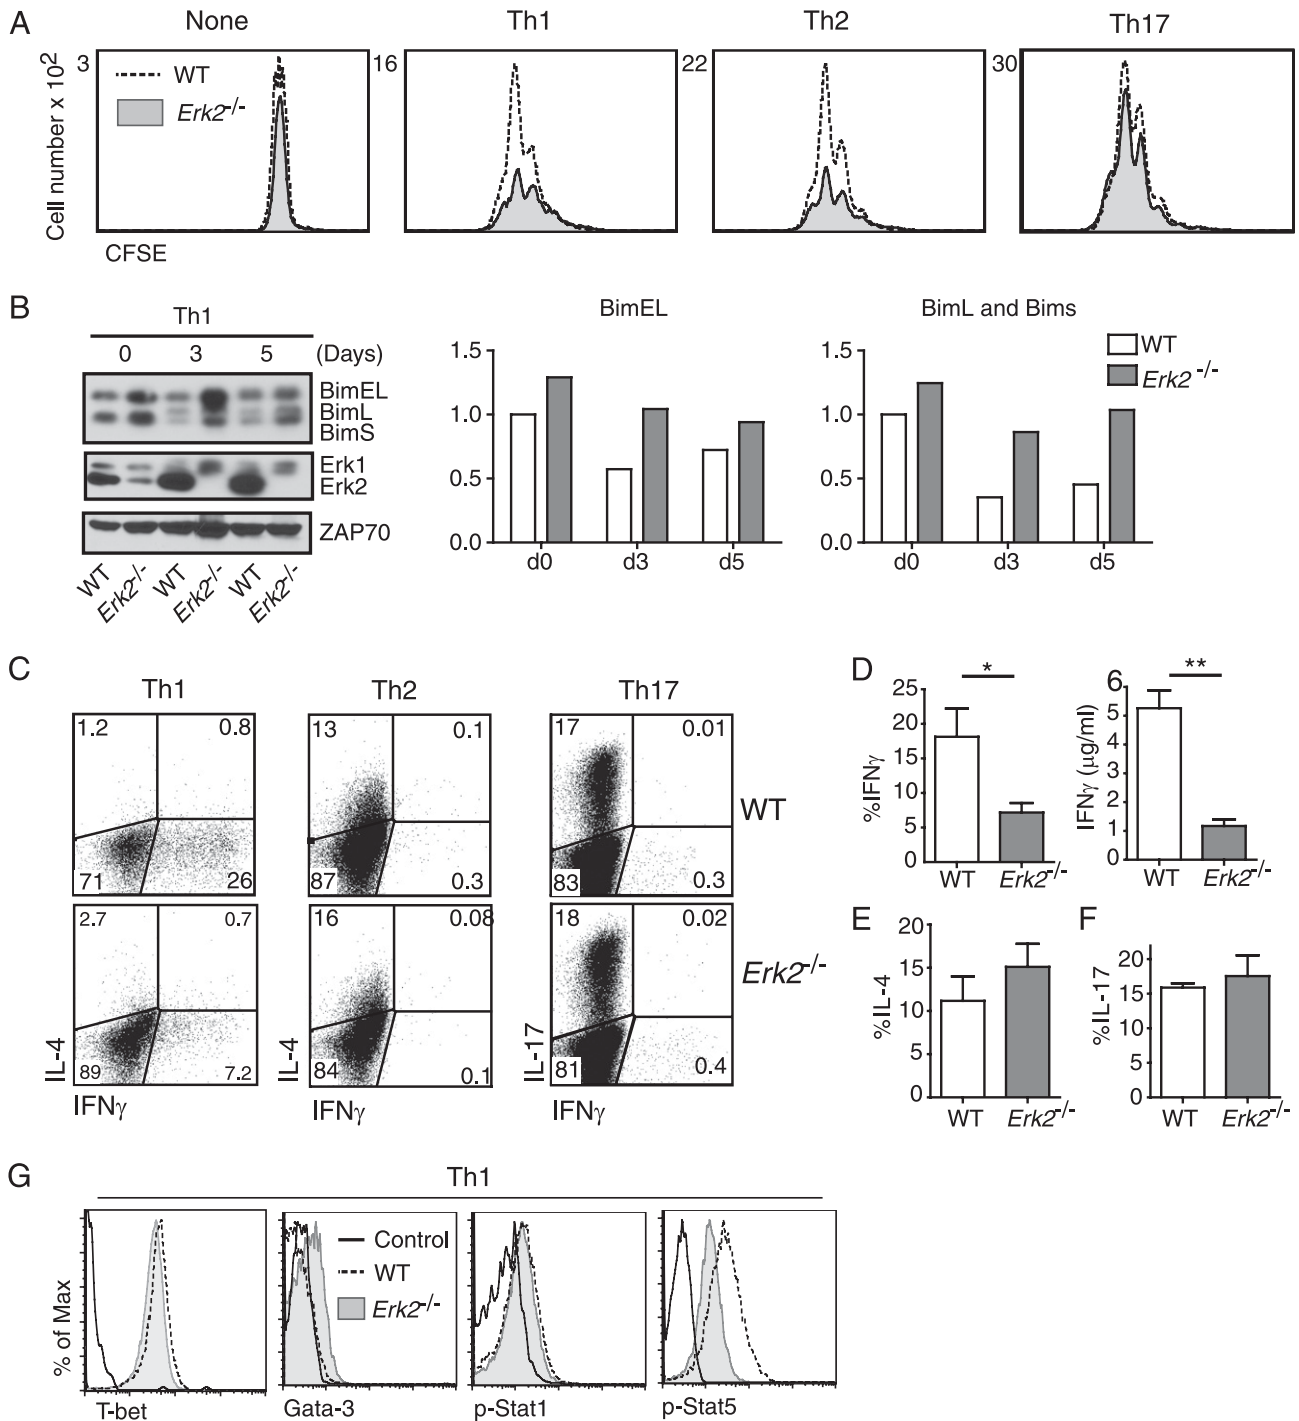 A
None
Th1
Th2
Th17
Cell number x 10²
3
16
22
30
WT
Erk2-/-
CFSE
B
Th1
0 3 5 (Days)
BimEL
BimL
BimS
Erk1
Erk2
ZAP70
WT
Erk2-/-
WT
Erk2-/-
WT
Erk2-/-
BimEL
1.5
1.0
0.5
0.0
d0 d3 d5
BimL and Bims
1.5
1.0
0.5
0.0
d0 d3 d5
WT
Erk2 -/-
C
Th1
Th2
Th17
1.2 0.8
71 26
13 0.1
87 0.3
17 0.01
83 0.3
WT
2.7 0.7
89 7.2
16 0.08
84 0.1
18 0.02
81 0.4
Erk2-/-
IL-4
IFNγ
IL-4
IFNγ
IL-17
IFNγ
D
*
%IFNγ
25
20
15
10
5
0
WT Erk2-/-
**
IFNγ (μg/ml)
6
5
4
3
2
1
0
WT Erk2-/-
E
%IL-4
20
15
10
5
0
WT Erk2-/-
F
%IL-17
20
15
10
5
0
WT Erk2-/-
G
Th1
% of Max
Control
WT
Erk2-/-
T-bet
Gata-3
p-Stat1
p-Stat5